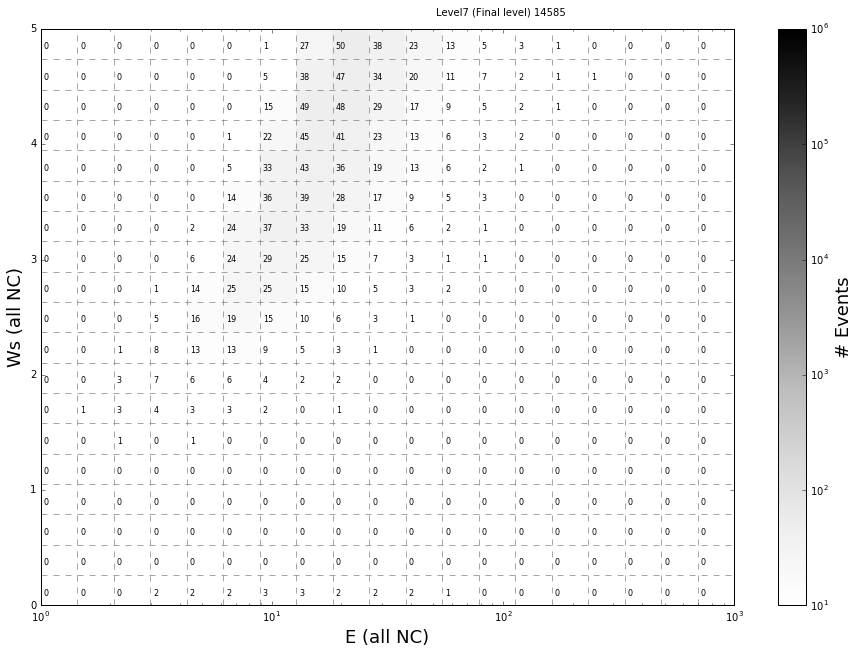 Level7 (Final level) 14585
5
0 0 0 0 0 0 1 27 50 38 23 13 5 3 1 0 0 0 0
0 0 0 0 0 0 5 38 47 34 20 11 7 2 1 1 0 0 0
0 0 0 0 0 0 15 49 48 29 17 9 5 2 1 0 0 0 0
4
0 0 0 0 0 1 22 45 41 23 13 6 3 2 0 0 0 0 0
0 0 0 0 0 5 33 43 36 19 13 6 2 1 0 0 0 0 0
0 0 0 0 0 14 36 39 28 17 9 5 3 0 0 0 0 0 0
0 0 0 0 2 24 37 33 19 11 6 2 1 0 0 0 0 0 0
3
0 0 0 0 6 24 29 25 15 7 3 1 1 0 0 0 0 0 0
0 0 0 1 14 25 25 15 10 5 3 2 0 0 0 0 0 0 0
0 0 0 5 16 19 15 10 6 3 1 0 0 0 0 0 0 0 0
0 0 1 8 13 13 9 5 3 1 0 0 0 0 0 0 0 0 0
2
0 0 3 7 6 6 4 2 2 0 0 0 0 0 0 0 0 0 0
0 1 3 4 3 3 2 0 1 0 0 0 0 0 0 0 0 0 0
0 0 1 0 1 0 0 0 0 0 0 0 0 0 0 0 0 0 0
0 0 0 0 0 0 0 0 0 0 0 0 0 0 0 0 0 0 0
1
0 0 0 0 0 0 0 0 0 0 0 0 0 0 0 0 0 0 0
0 0 0 0 0 0 0 0 0 0 0 0 0 0 0 0 0 0 0
0 0 0 0 0 0 0 0 0 0 0 0 0 0 0 0 0 0 0
0 0 0 2 2 2 3 3 2 2 2 1 0 0 0 0 0 0 0
0
10⁰ 10¹ 10² 10³
E (all NC)
Ws (all NC)
10⁶
10⁵
10⁴
10³
10²
10¹
# Events